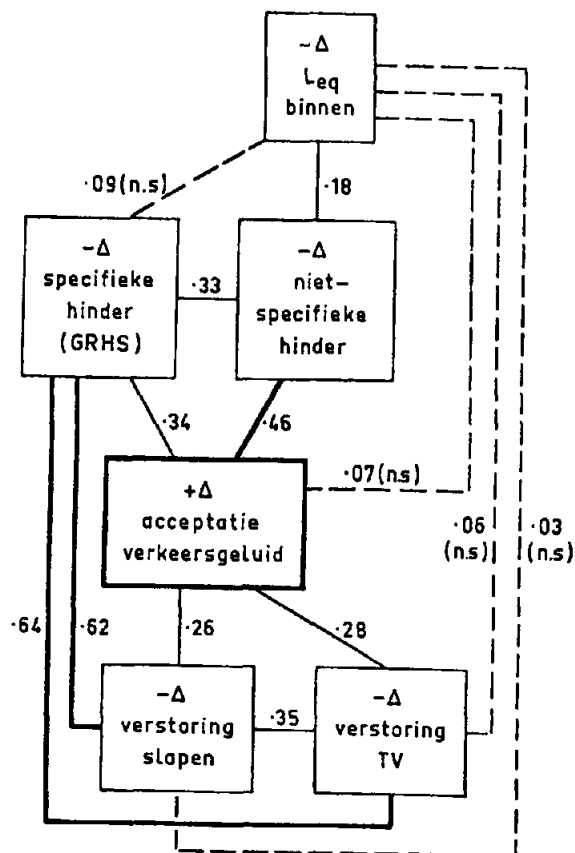 -Δ
Leq
binnen
·09(n.s)
·18
-Δ
specifieke
hinder
(GRHS)
·33
-Δ
niet-
specifieke
hinder
·34
·46
+Δ
acceptatie
verkeersgeluid
·07(n.s)
·06
(n.s)
·03
(n.s)
·64
·62
·26
·28
-Δ
verstoring
slapen
·35
-Δ
verstoring
TV